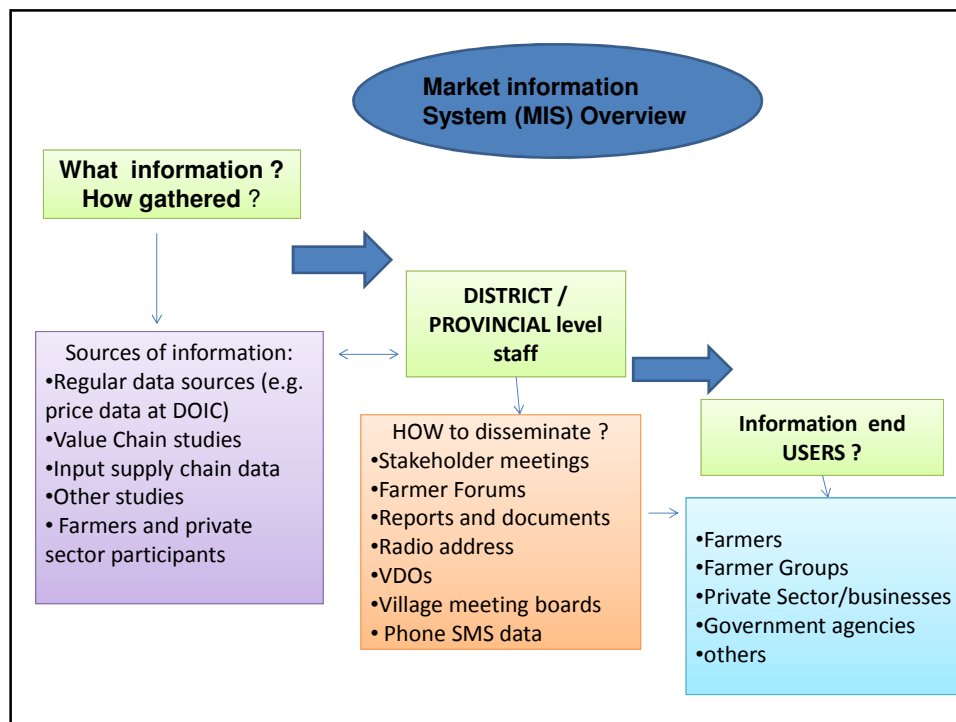 Market information
System (MIS) Overview
What information ?
How gathered ?
DISTRICT /
PROVINCIAL level
staff
Sources of information:
•Regular data sources (e.g.
price data at DOIC)
•Value Chain studies
•Input supply chain data
•Other studies
• Farmers and private
sector participants
HOW to disseminate ?
•Stakeholder meetings
•Farmer Forums
•Reports and documents
•Radio address
•VDOs
•Village meeting boards
• Phone SMS data
Information end
USERS ?
•Farmers
•Farmer Groups
•Private Sector/businesses
•Government agencies
•others